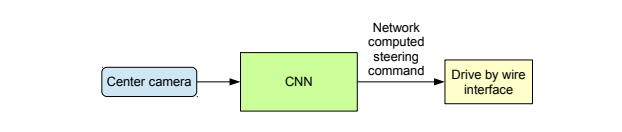 Network
computed
steering
command
Center camera
CNN
Drive by wire
interface